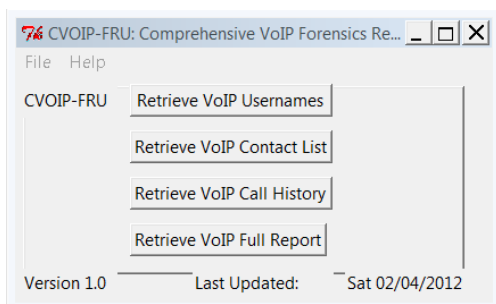 CVOIP-FRU: Comprehensive VoIP Forensics Re...
File Help
CVOIP-FRU Retrieve VoIP Usernames
Retrieve VoIP Contact List
Retrieve VoIP Call History
Retrieve VoIP Full Report
Version 1.0 Last Updated: Sat 02/04/2012